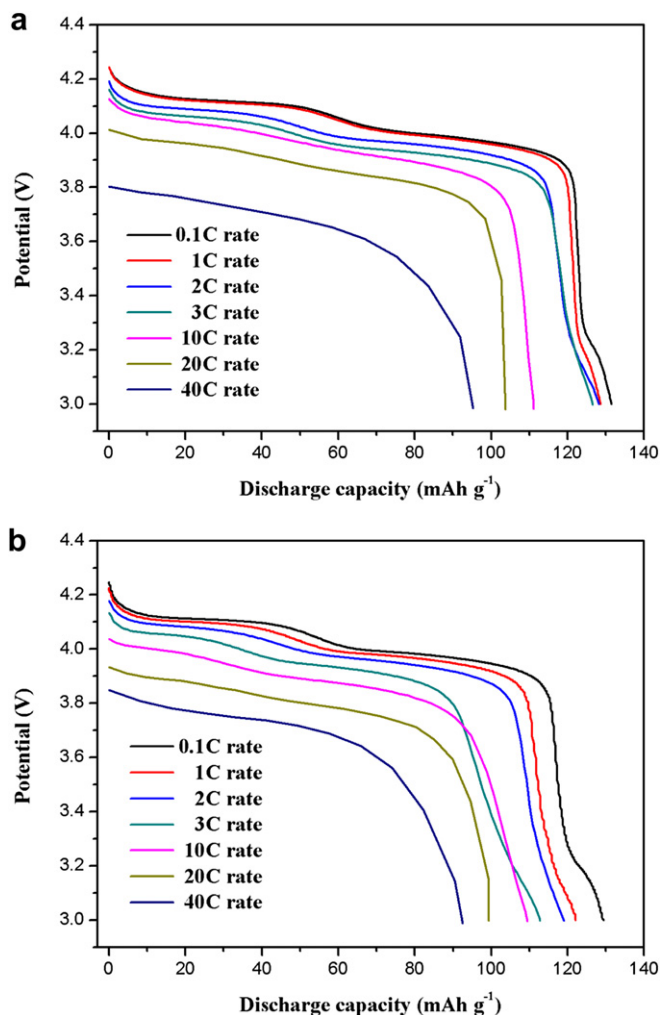 a
4.4
4.2
4.0
3.8
3.6
3.4
3.2
3.0
Potential (V)
0.1C rate
1C rate
2C rate
3C rate
10C rate
20C rate
40C rate
0 20 40 60 80 100 120 140
Discharge capacity (mAh g⁻¹)
b
4.4
4.2
4.0
3.8
3.6
3.4
3.2
3.0
Potential (V)
0.1C rate
1C rate
2C rate
3C rate
10C rate
20C rate
40C rate
0 20 40 60 80 100 120 140
Discharge capacity (mAh g⁻¹)